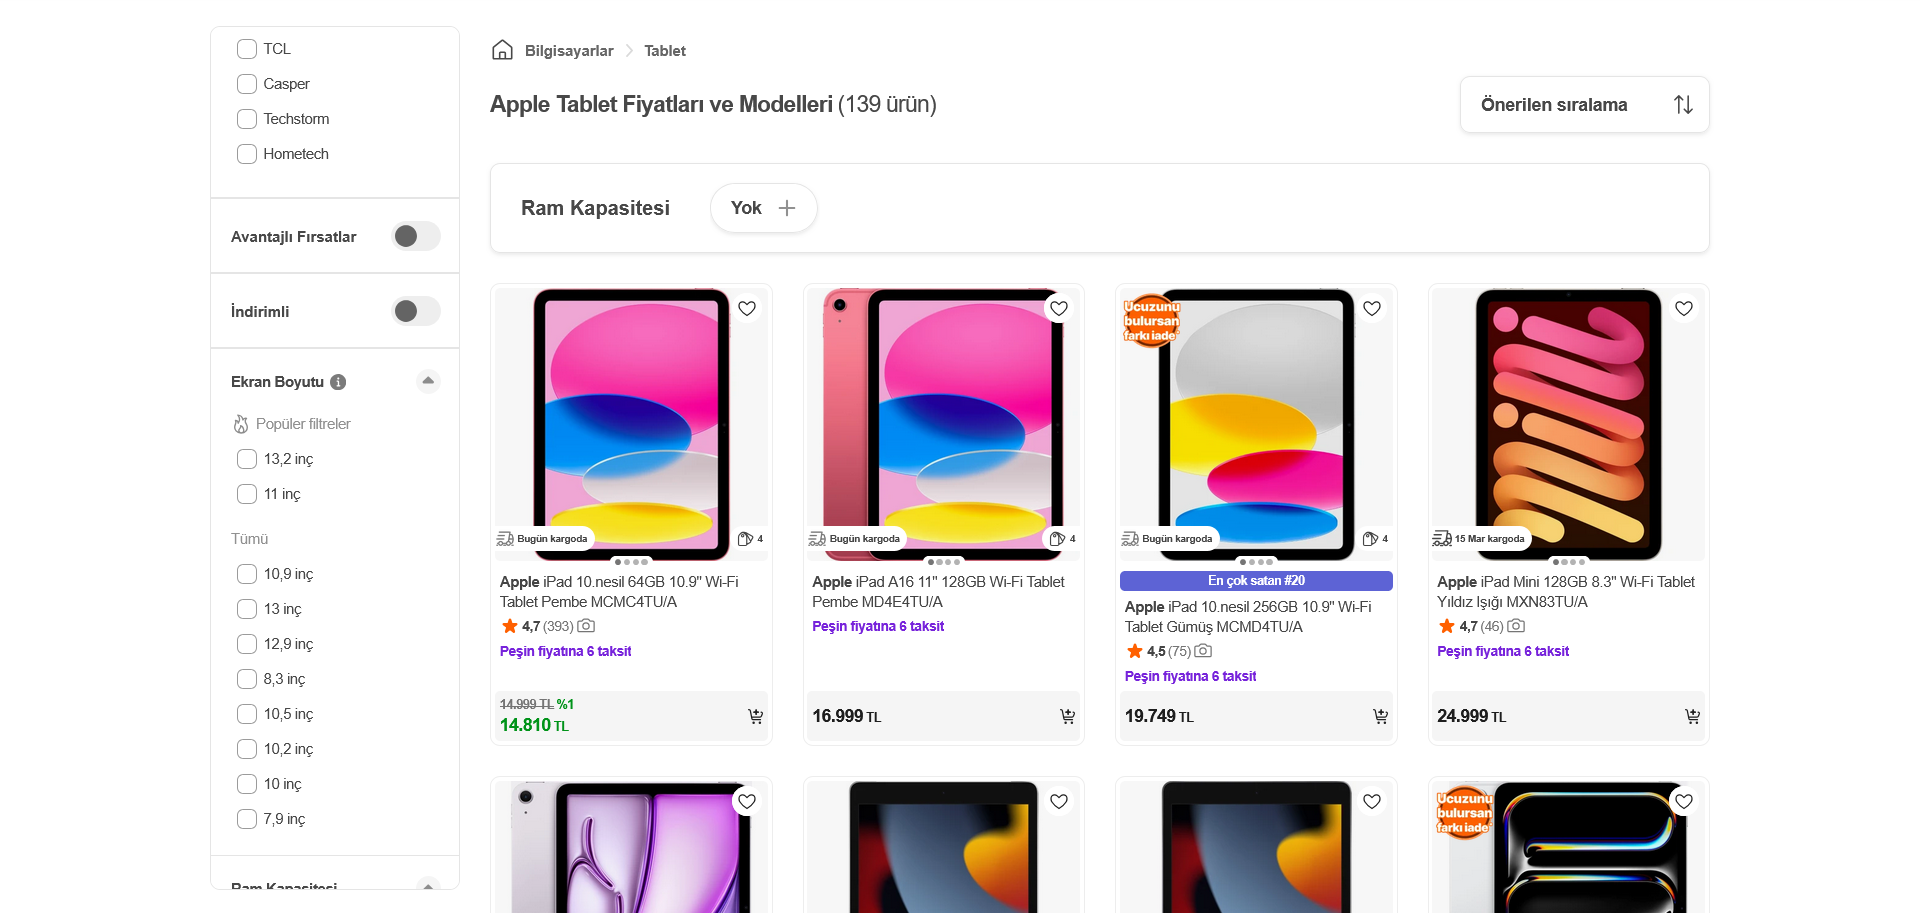 TCL
Casper
Techstorm
Hometech
Avantajlı Fırsatlar
İndirimli
Ekran Boyutu
Popüler filtreler
13,2 inç
11 inç
Tümü
10,9 inç
13 inç
12,9 inç
8,3 inç
10,5 inç
10,2 inç
10 inç
7,9 inç
Ram Kapasitesi
Bilgisayarlar
Tablet
Apple Tablet Fiyatları ve Modelleri (139 ürün)
Önerilen sıralama
Ram Kapasitesi
Yok
Bugün kargoda
4
Apple iPad 10.nesil 64GB 10.9" Wi-Fi
Tablet Pembe MCMC4TU/A
4,7 (393)
Peşin fiyatına 6 taksit
14.999 TL %1
14.810 TL
Bugün kargoda
4
Apple iPad A16 11" 128GB Wi-Fi Tablet
Pembe MD4E4TU/A
Peşin fiyatına 6 taksit
16.999 TL
Ucuzunu
bulursan
farkı iade
Bugün kargoda
4
En çok satan #20
Apple iPad 10.nesil 256GB 10.9" Wi-Fi
Tablet Gümüş MCMD4TU/A
4,5 (75)
Peşin fiyatına 6 taksit
19.749 TL
15 Mar kargoda
Apple iPad Mini 128GB 8.3" Wi-Fi Tablet
Yıldız Işığı MXN83TU/A
4,7 (46)
Peşin fiyatına 6 taksit
24.999 TL
Ucuzunu
bulursan
farkı iade